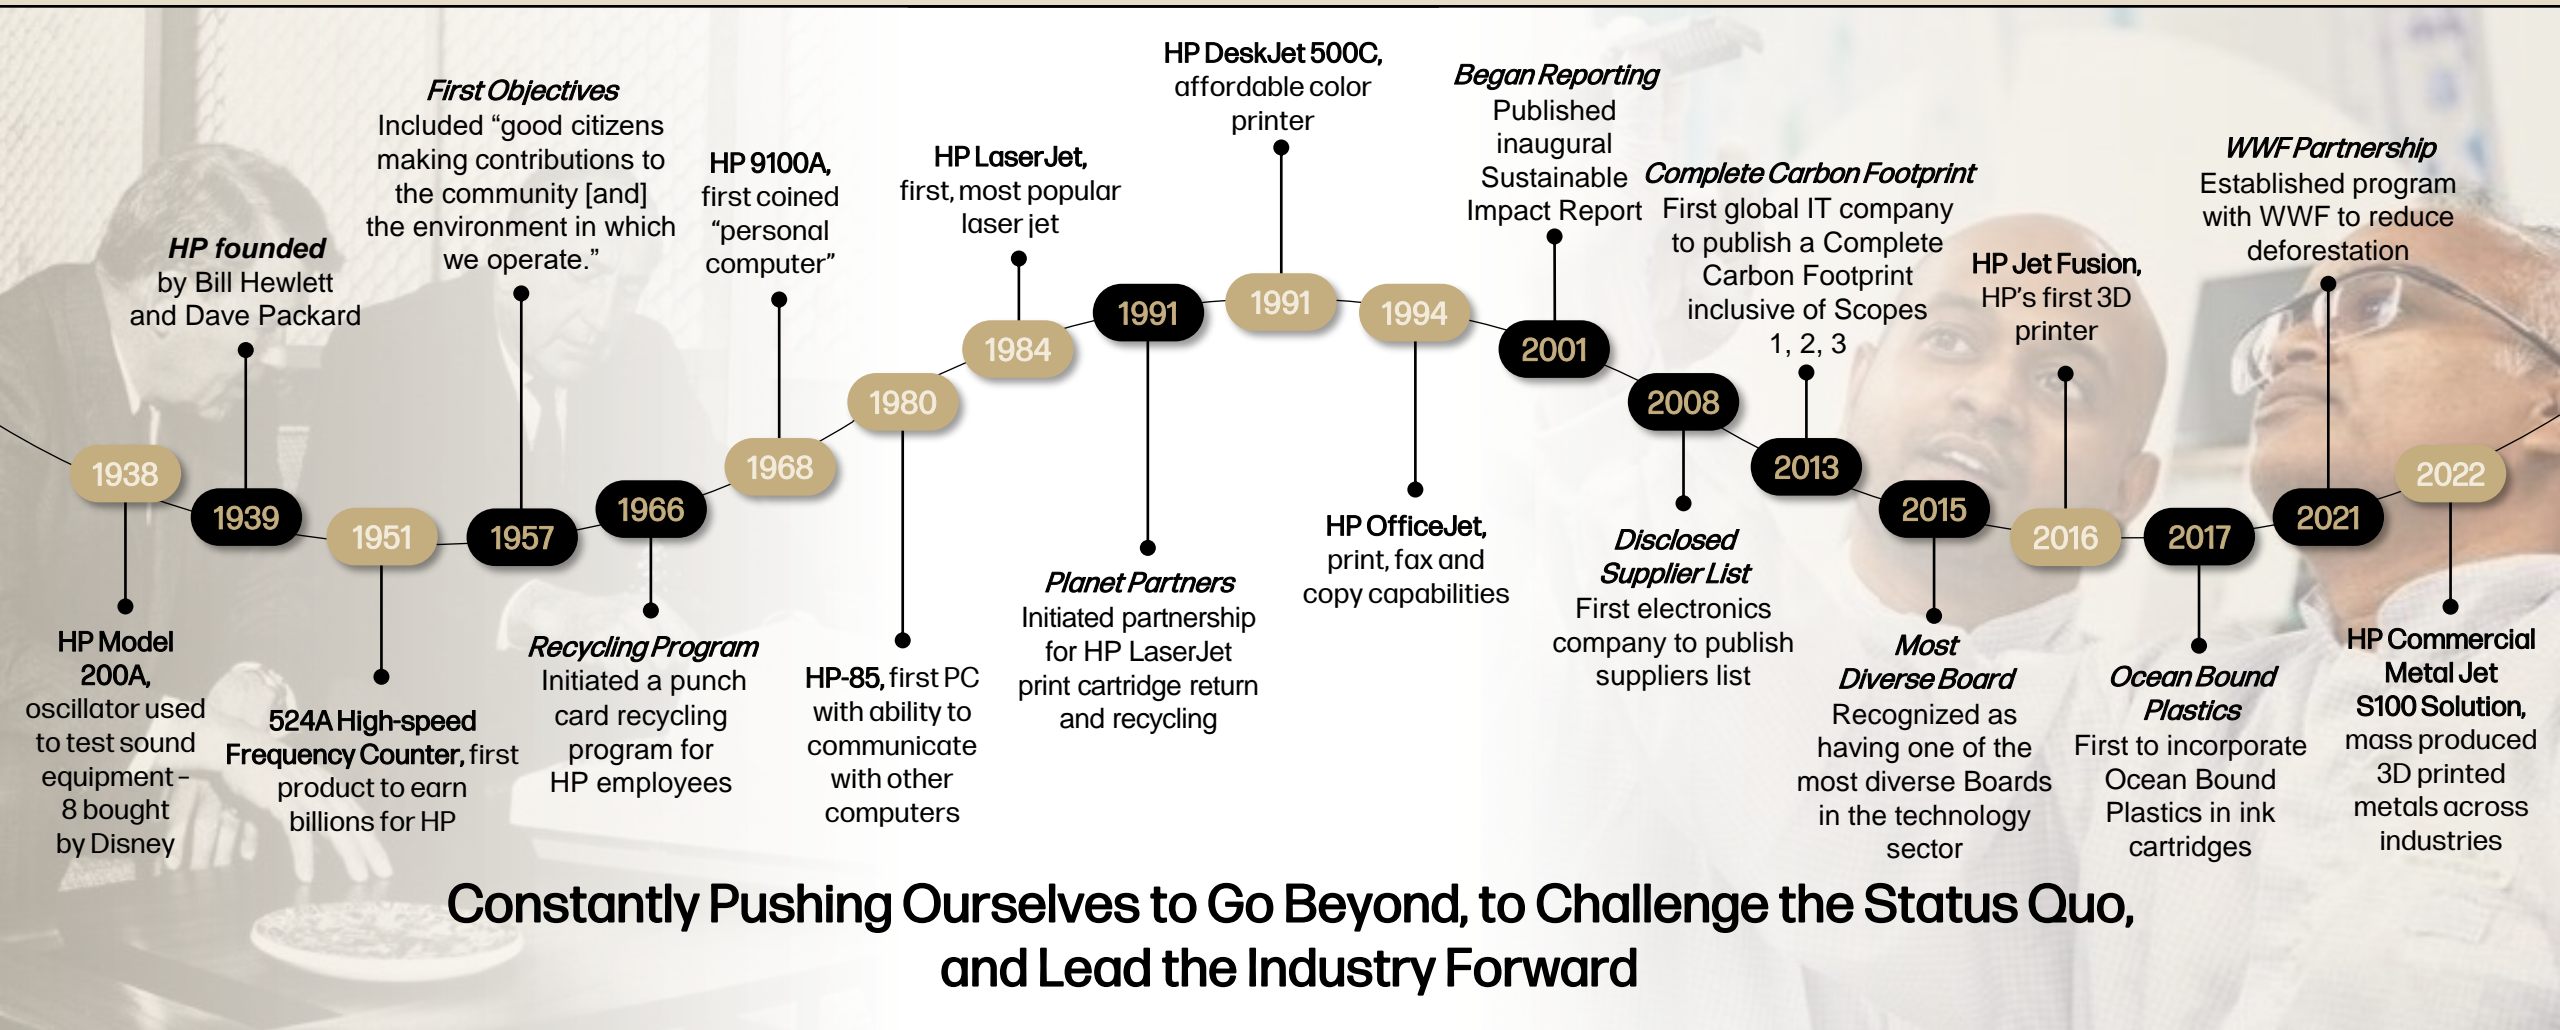 HP DeskJet 500C,
affordable color
printer
Began Reporting
Published
inaugural
Sustainable
Impact Report
First Objectives
Included “good citizens
making contributions to
the community [and]
the environment in which
we operate.”
HP 9100A,
first coined
“personal
computer”
HP LaserJet,
first, most popular
laser jet
Complete Carbon Footprint
First global IT company
to publish a Complete
Carbon Footprint
inclusive of Scopes
1, 2, 3
WWF Partnership
Established program
with WWF to reduce
deforestation
HP founded
by Bill Hewlett
and Dave Packard
HP Jet Fusion,
HP’s first 3D
printer
1938
1939
1951
1957
1966
1968
1980
1984
1991
1991
1994
2001
2008
2013
2015
2016
2017
2021
2022
HP Model
200A,
oscillator used
to test sound
equipment –
8 bought
by Disney
524A High-speed
Frequency Counter, first
product to earn
billions for HP
Recycling Program
Initiated a punch
card recycling
program for
HP employees
HP-85, first PC
with ability to
communicate
with other
computers
Planet Partners
Initiated partnership
for HP LaserJet
print cartridge return
and recycling
HP OfficeJet,
print, fax and
copy capabilities
Disclosed
Supplier List
First electronics
company to publish
suppliers list
Most
Diverse Board
Recognized as
having one of the
most diverse Boards
in the technology
sector
Ocean Bound
Plastics
First to incorporate
Ocean Bound
Plastics in ink
cartridges
HP Commercial
Metal Jet
S100 Solution,
mass produced
3D printed
metals across
industries
Constantly Pushing Ourselves to Go Beyond, to Challenge the Status Quo,
and Lead the Industry Forward